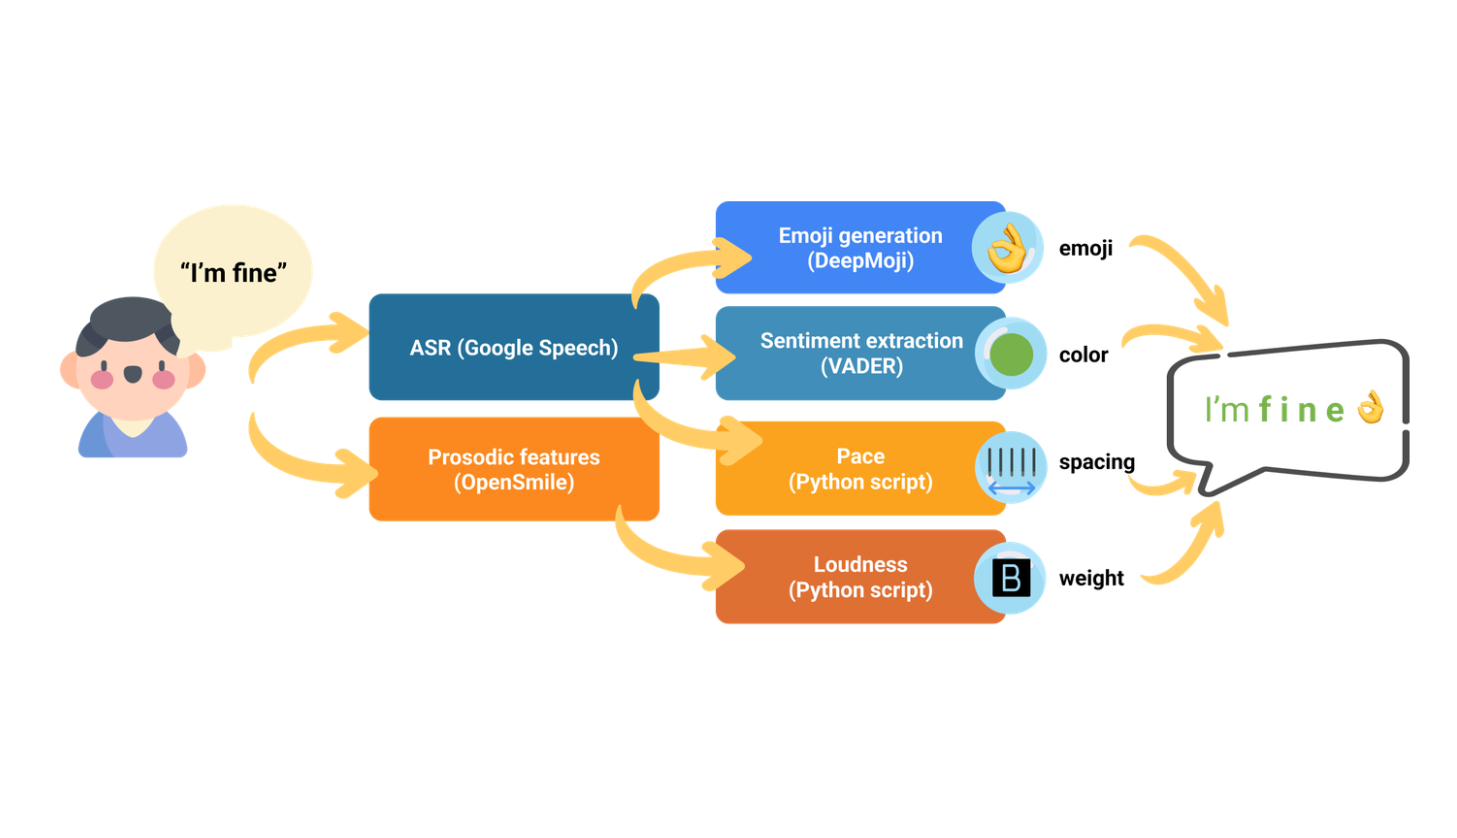 “I’m fine”
ASR (Google Speech)
Prosodic features
(OpenSmile)
Emoji generation
(DeepMoji)
emoji
Sentiment extraction
(VADER)
color
Pace
(Python script)
spacing
Loudness
(Python script)
B
weight
I’m fine 👌